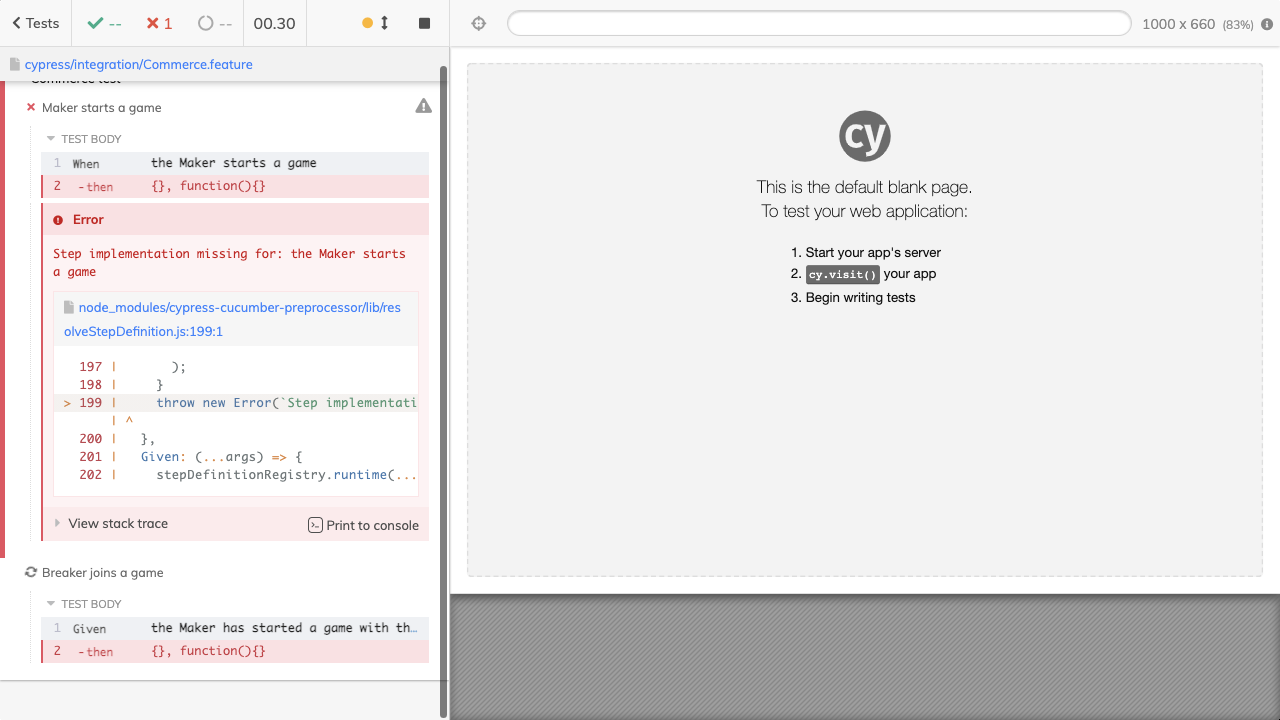 Tests
--
1
--
00.30
1000 x 660 (83%)
cypress/integration/Commerce.feature
Commerce test
Maker starts a game
TEST BODY
1 When the Maker starts a game
2 -then {}, function(){}
Error
Step implementation missing for: the Maker starts
a game
node_modules/cypress-cucumber-preprocessor/lib/res
olveStepDefinition.js:199:1
197 | );
198 | }
> 199 | throw new Error(`Step implementati
| ^
200 | },
201 | Given: (...args) => {
202 | stepDefinitionRegistry.runtime(...
View stack trace
Print to console
Breaker joins a game
TEST BODY
1 Given the Maker has started a game with th…
2 -then {}, function(){}
cy
This is the default blank page.
To test your web application:
1. Start your app's server
2. cy.visit() your app
3. Begin writing tests